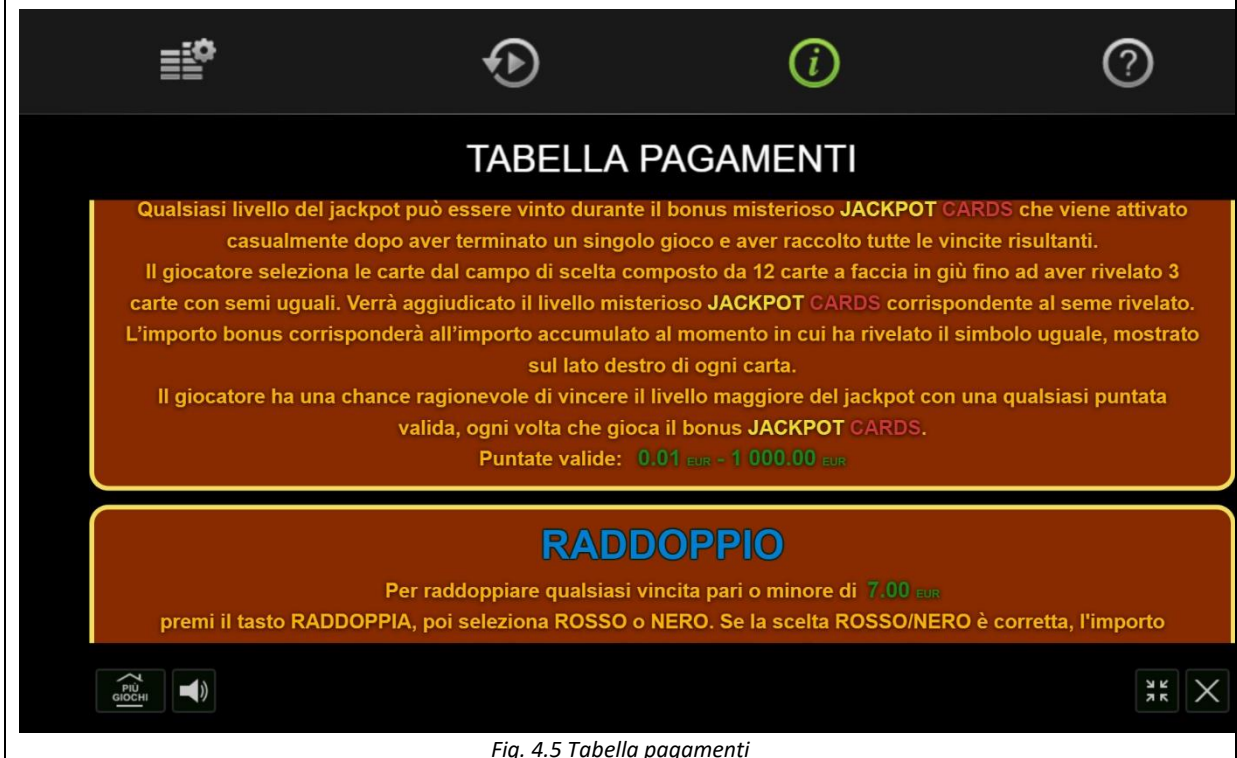 TABELLA PAGAMENTI
Qualsiasi livello del jackpot può essere vinto durante il bonus misterioso JACKPOT CARDS che viene attivato
casualmente dopo aver terminato un singolo gioco e aver raccolto tutte le vincite risultanti.
Il giocatore seleziona le carte dal campo di scelta composto da 12 carte a faccia in giù fino ad aver rivelato 3
carte con semi uguali. Verrà aggiudicato il livello misterioso JACKPOT CARDS corrispondente al seme rivelato.
L’importo bonus corrisponderà all’importo accumulato al momento in cui ha rivelato il simbolo uguale, mostrato
sul lato destro di ogni carta.
Il giocatore ha una chance ragionevole di vincere il livello maggiore del jackpot con una qualsiasi puntata
valida, ogni volta che gioca il bonus JACKPOT CARDS.
Puntate valide: 0.01 EUR - 1 000.00 EUR
RADDOPPIO
Per raddoppiare qualsiasi vincita pari o minore di 7.00 EUR
premi il tasto RADDOPPIA, poi seleziona ROSSO o NERO. Se la scelta ROSSO/NERO è corretta, l'importo
PIÙ
GIOCHI
Fig. 4.5 Tabella pagamenti